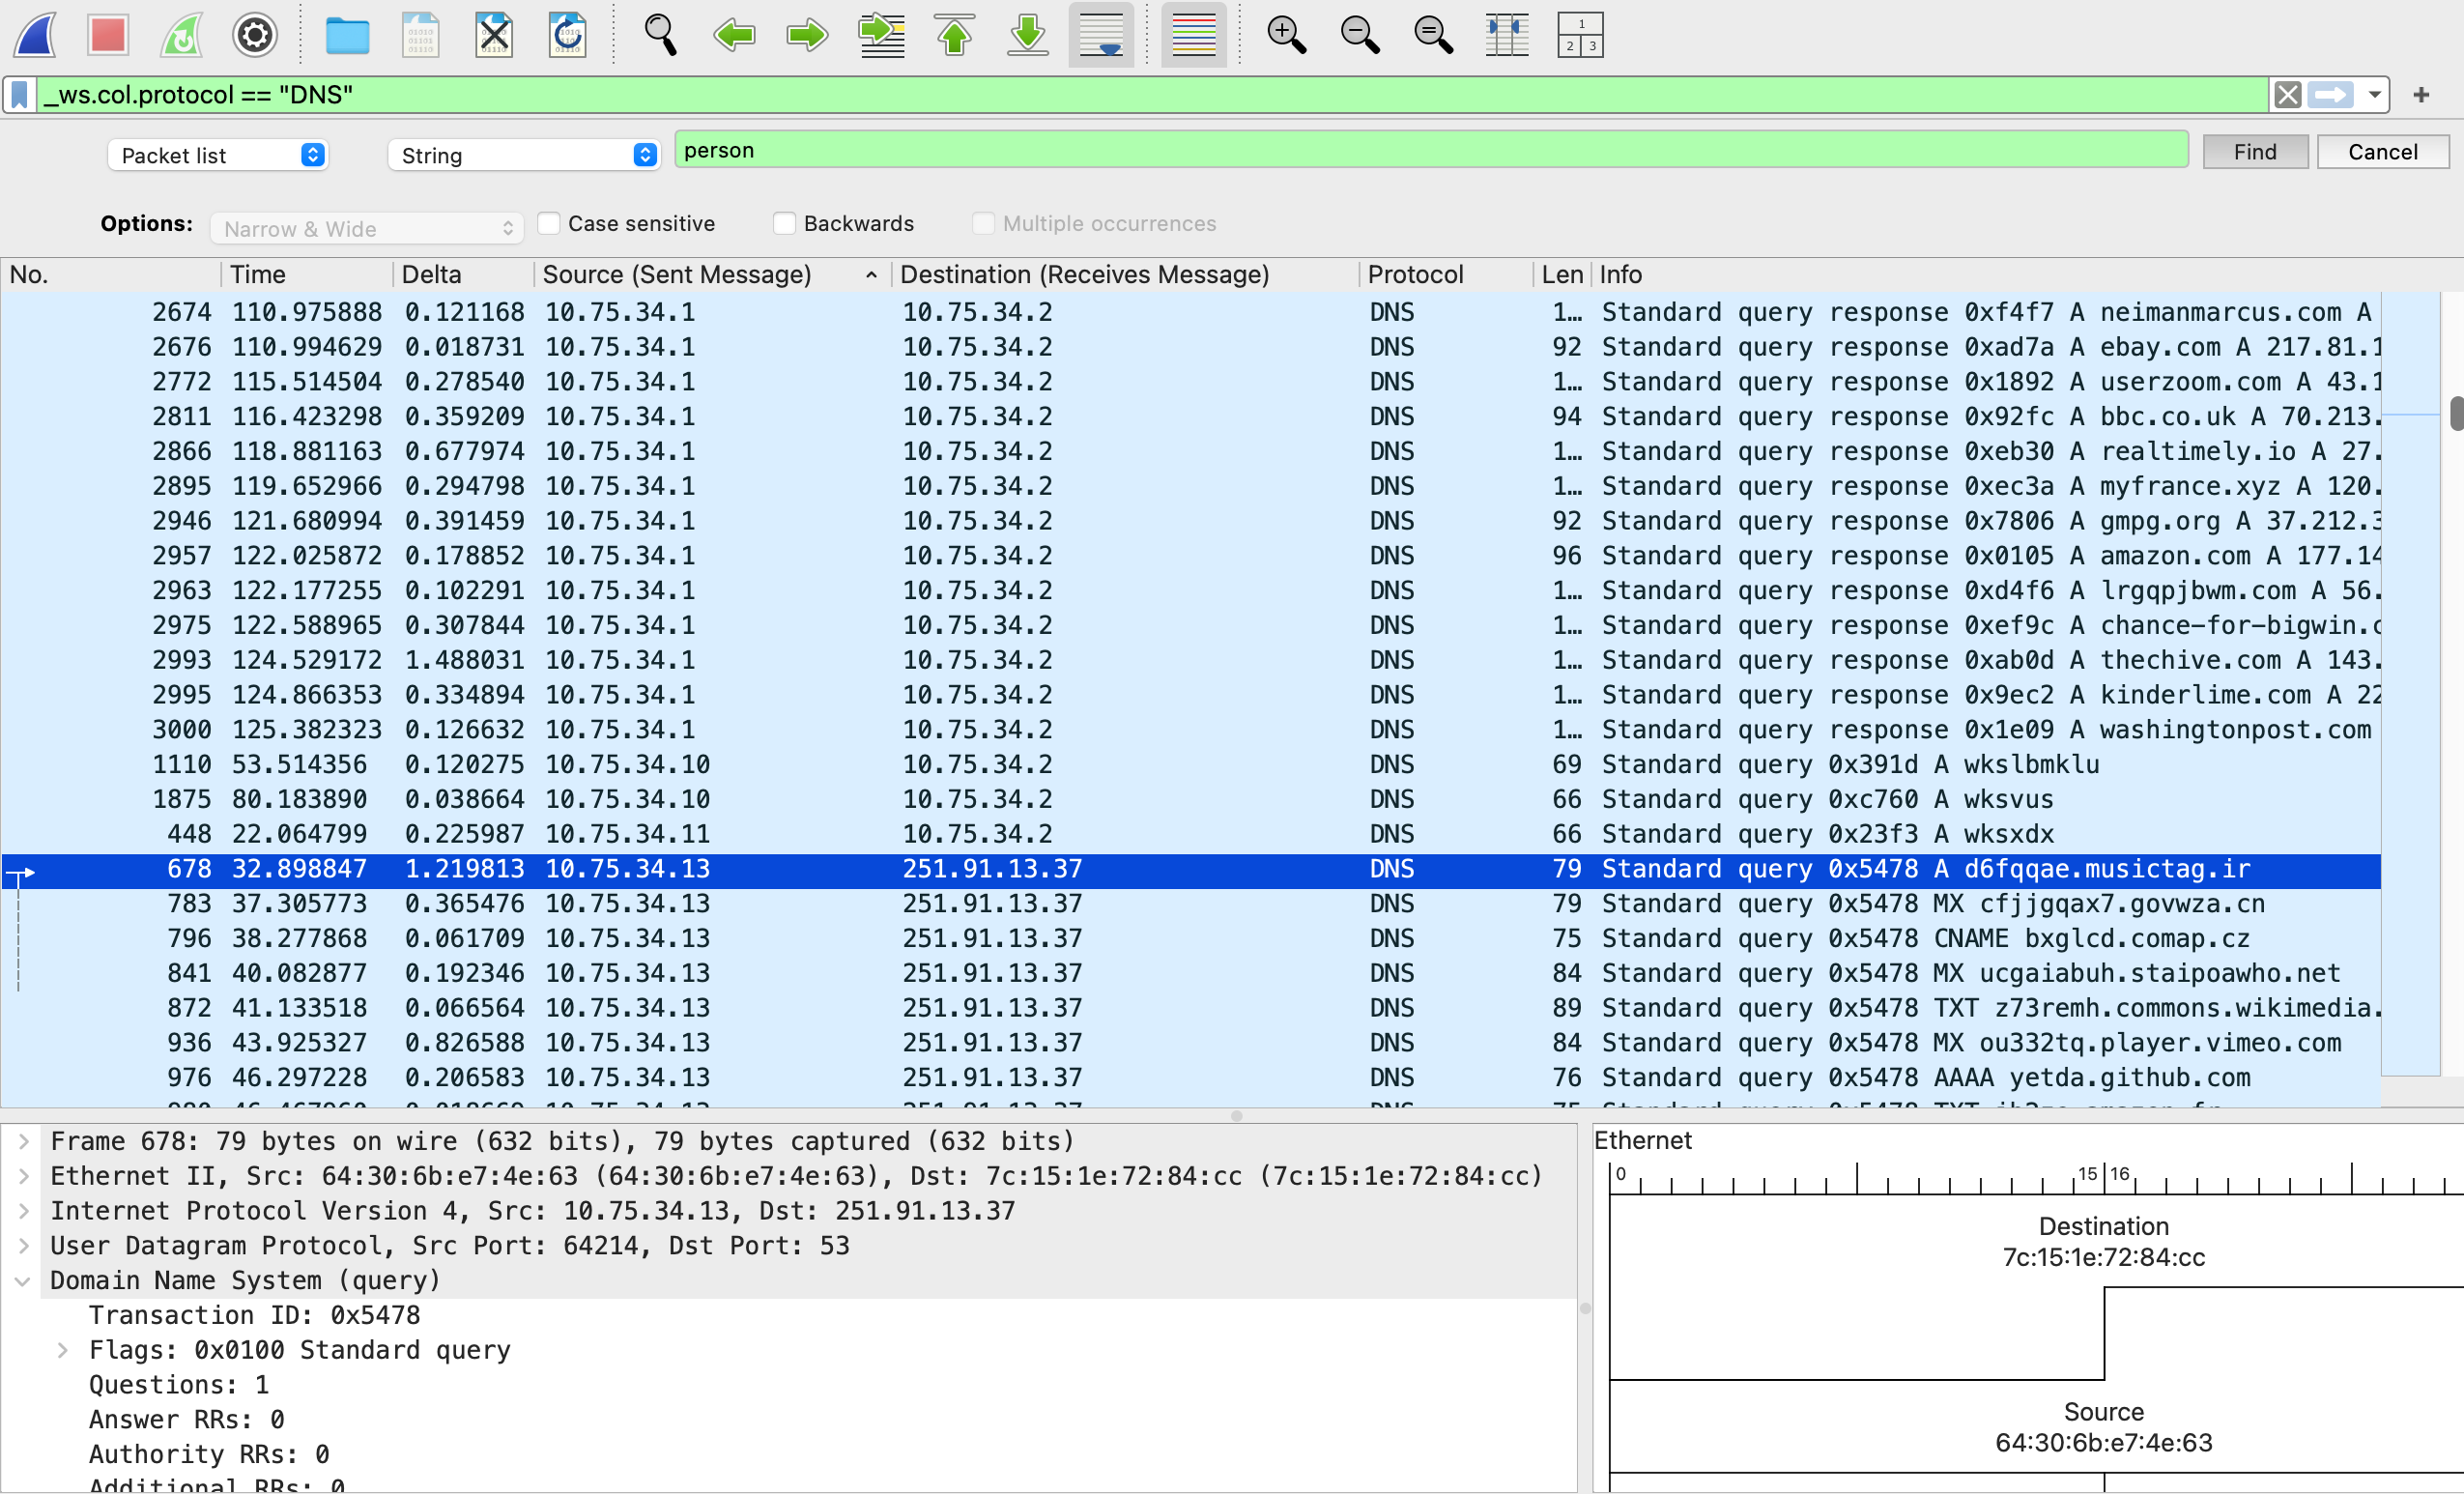 _ws.col.protocol == "DNS"
Packet list String person Find Cancel
Options: Narrow & Wide Case sensitive Backwards Multiple occurrences
No. Time Delta Source (Sent Message) Destination (Receives Message) Protocol Len Info
2674 110.975888 0.121168 10.75.34.1 10.75.34.2 DNS 1… Standard query response 0xf4f7 A neimanmarcus.com A
2676 110.994629 0.018731 10.75.34.1 10.75.34.2 DNS 92 Standard query response 0xad7a A ebay.com A 217.81.1
2772 115.514504 0.278540 10.75.34.1 10.75.34.2 DNS 1… Standard query response 0x1892 A userzoom.com A 43.1
2811 116.423298 0.359209 10.75.34.1 10.75.34.2 DNS 94 Standard query response 0x92fc A bbc.co.uk A 70.213.
2866 118.881163 0.677974 10.75.34.1 10.75.34.2 DNS 1… Standard query response 0xeb30 A realtimely.io A 27.
2895 119.652966 0.294798 10.75.34.1 10.75.34.2 DNS 1… Standard query response 0xec3a A myfrance.xyz A 120.
2946 121.680994 0.391459 10.75.34.1 10.75.34.2 DNS 92 Standard query response 0x7806 A gmpg.org A 37.212.3
2957 122.025872 0.178852 10.75.34.1 10.75.34.2 DNS 96 Standard query response 0x0105 A amazon.com A 177.14
2963 122.177255 0.102291 10.75.34.1 10.75.34.2 DNS 1… Standard query response 0xd4f6 A lrgqpjbwm.com A 56.
2975 122.588965 0.307844 10.75.34.1 10.75.34.2 DNS 1… Standard query response 0xef9c A chance-for-bigwin.c
2993 124.529172 1.488031 10.75.34.1 10.75.34.2 DNS 1… Standard query response 0xab0d A thechive.com A 143.
2995 124.866353 0.334894 10.75.34.1 10.75.34.2 DNS 1… Standard query response 0x9ec2 A kinderlime.com A 22
3000 125.382323 0.126632 10.75.34.1 10.75.34.2 DNS 1… Standard query response 0x1e09 A washingtonpost.com
1110 53.514356 0.120275 10.75.34.10 10.75.34.2 DNS 69 Standard query 0x391d A wkslbmklu
1875 80.183890 0.038664 10.75.34.10 10.75.34.2 DNS 66 Standard query 0xc760 A wksvus
448 22.064799 0.225987 10.75.34.11 10.75.34.2 DNS 66 Standard query 0x23f3 A wksxdx
678 32.898847 1.219813 10.75.34.13 251.91.13.37 DNS 79 Standard query 0x5478 A d6fqqae.musictag.ir
783 37.305773 0.365476 10.75.34.13 251.91.13.37 DNS 79 Standard query 0x5478 MX cfjjgqax7.govwza.cn
796 38.277868 0.061709 10.75.34.13 251.91.13.37 DNS 75 Standard query 0x5478 CNAME bxglcd.comap.cz
841 40.082877 0.192346 10.75.34.13 251.91.13.37 DNS 84 Standard query 0x5478 MX ucgaiabuh.staipoawho.net
872 41.133518 0.066564 10.75.34.13 251.91.13.37 DNS 89 Standard query 0x5478 TXT z73remh.commons.wikimedia.
936 43.925327 0.826588 10.75.34.13 251.91.13.37 DNS 84 Standard query 0x5478 MX ou332tq.player.vimeo.com
976 46.297228 0.206583 10.75.34.13 251.91.13.37 DNS 76 Standard query 0x5478 AAAA yetda.github.com
Frame 678: 79 bytes on wire (632 bits), 79 bytes captured (632 bits)
Ethernet II, Src: 64:30:6b:e7:4e:63 (64:30:6b:e7:4e:63), Dst: 7c:15:1e:72:84:cc (7c:15:1e:72:84:cc)
Internet Protocol Version 4, Src: 10.75.34.13, Dst: 251.91.13.37
User Datagram Protocol, Src Port: 64214, Dst Port: 53
Domain Name System (query)
Transaction ID: 0x5478
Flags: 0x0100 Standard query
Questions: 1
Answer RRs: 0
Authority RRs: 0
Additional RRs: 0
Ethernet
0 15 16
Destination
7c:15:1e:72:84:cc
Source
64:30:6b:e7:4e:63